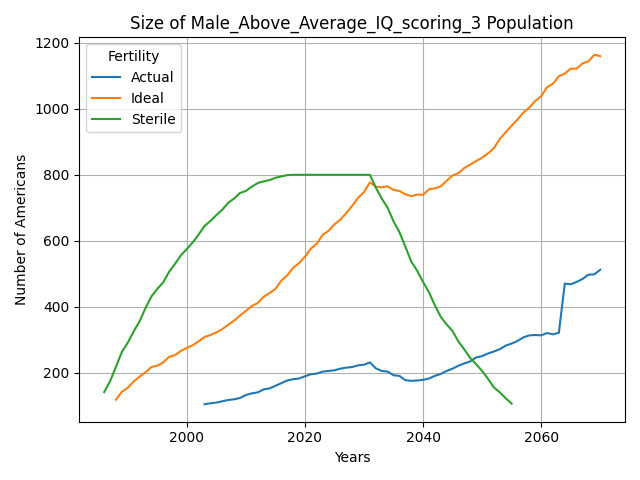 Size of Male_Above_Average_IQ_scoring_3 Population
Fertility
Actual
Ideal
Sterile
Number of Americans
1200
1000
800
600
400
200
2000
2020
2040
2060
Years